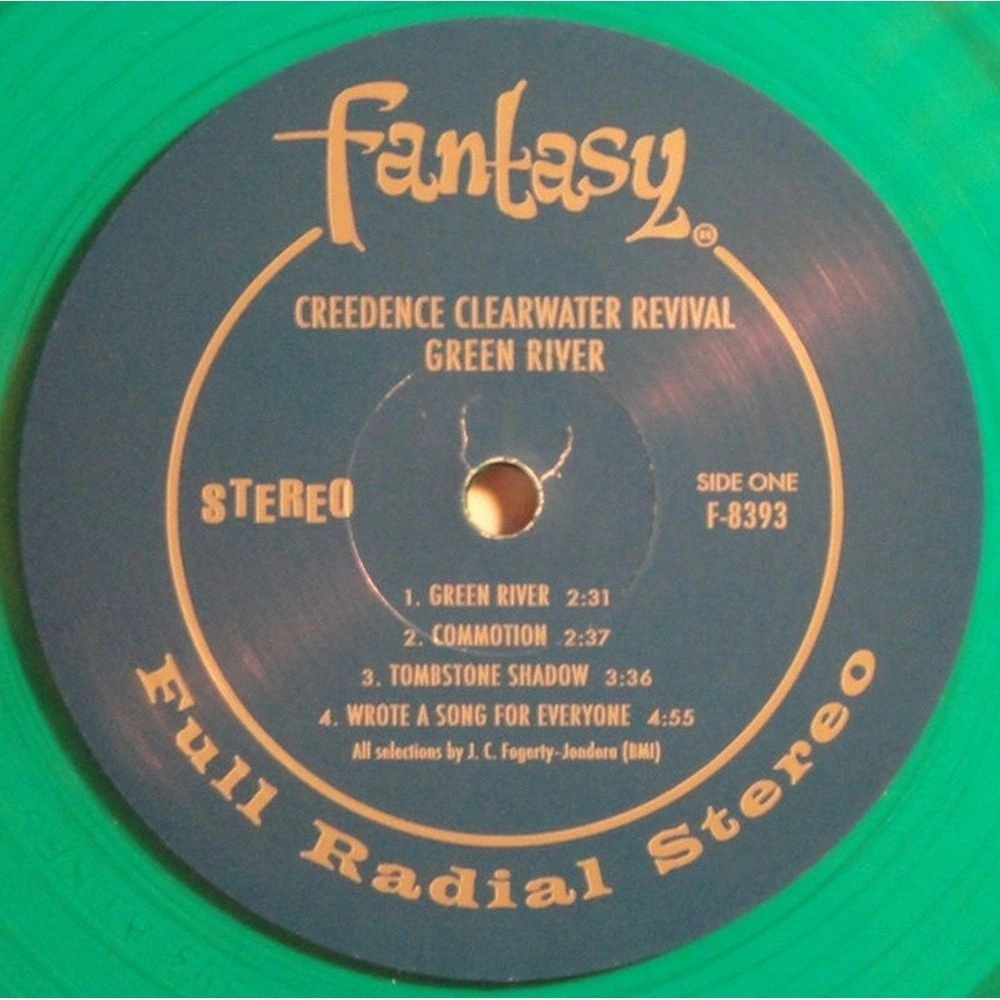 fantasy®
CREEDENCE CLEARWATER REVIVAL
GREEN RIVER
STEREO
SIDE ONE
F-8393
1. GREEN RIVER 2:31
2. COMMOTION 2:37
3. TOMBSTONE SHADOW 3:36
4. WROTE A SONG FOR EVERYONE 4:55
All selections by J. C. Fogerty-Jondora (BMI)
Full Radial Stereo